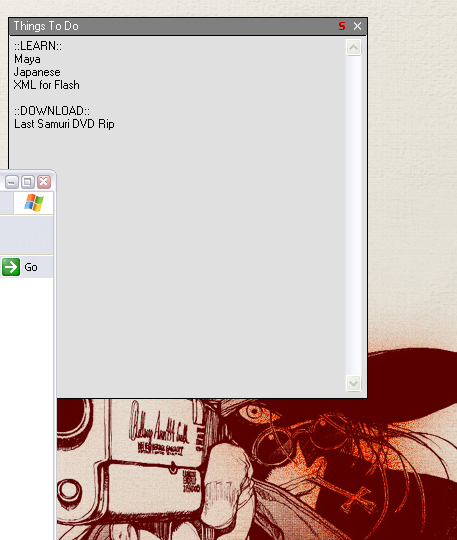 Things To Do
S
::LEARN::
Maya
Japanese
XML for Flash
::DOWNLOAD::
Last Samuri DVD Rip
Go